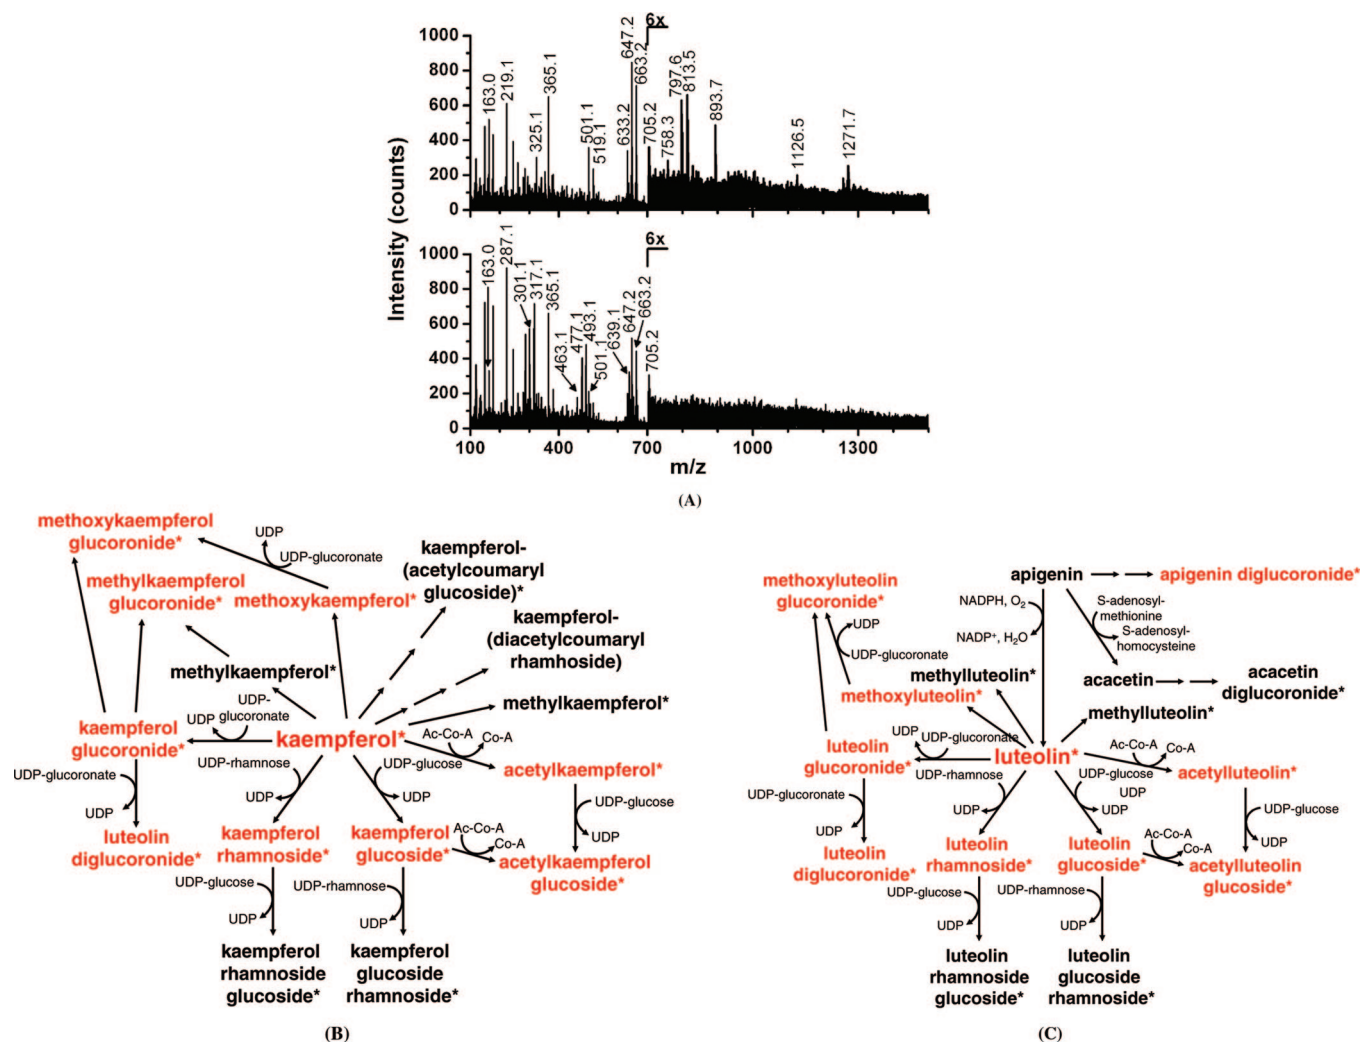 6x
1000
800
600
400
200
0
163.0
219.1
325.1
365.1
501.1
519.1
633.2
647.2
663.2
705.2
758.3
797.6
813.5
893.7
1126.5
1271.7
Intensity (counts)
6x
1000
800
600
400
200
0
163.0
287.1
301.1
317.1
365.1
463.1
477.1
493.1
501.1
639.1
647.2
663.2
705.2
100
400
700
1000
1300
m/z
(A)
methoxykaempferol
glucoronide*
UDP
UDP-glucoronate
methylkaempferol
glucoronide*
methoxykaempferol*
kaempferol-
(acetylcoumaryl
glucoside)*
kaempferol-
(diacetylcoumaryl
rhamhoside)
methylkaempferol*
methylkaempferol*
kaempferol
glucoronide*
UDP
UDP-
glucoronate
kaempferol*
Ac-Co-A
Co-A
acetylkaempferol*
UDP-glucoronate
UDP
UDP-rhamnose
UDP
UDP-glucose
UDP
UDP-glucose
UDP
luteolin
diglucoronide*
kaempferol
rhamnoside*
kaempferol
glucoside*
Ac-Co-A
Co-A
acetylkaempferol
glucoside*
UDP-glucose
UDP
UDP-rhamnose
UDP
kaempferol
rhamnoside
glucoside*
kaempferol
glucoside
rhamnoside*
(B)
apigenin
apigenin diglucoronide*
methoxyluteolin
glucoronide*
NADPH, O2
NADP+, H2O
S-adenosyl-
methionine
S-adenosyl-
homocysteine
UDP
UDP-glucoronate
methylluteolin*
acacetin
acacetin
diglucoronide*
methoxyluteolin*
methylluteolin*
luteolin
glucoronide*
UDP
UDP-glucoronate
luteolin*
Ac-Co-A
Co-A
acetylluteolin*
UDP-glucoronate
UDP
UDP-rhamnose
UDP
UDP-glucose
UDP
UDP
UDP-glucose
UDP
luteolin
diglucoronide*
luteolin
rhamnoside*
luteolin
glucoside*
Ac-Co-A
Co-A
acetylluteolin
glucoside*
UDP-glucose
UDP
UDP-rhamnose
UDP
luteolin
rhamnoside
glucoside*
luteolin
glucoside
rhamnoside*
(C)